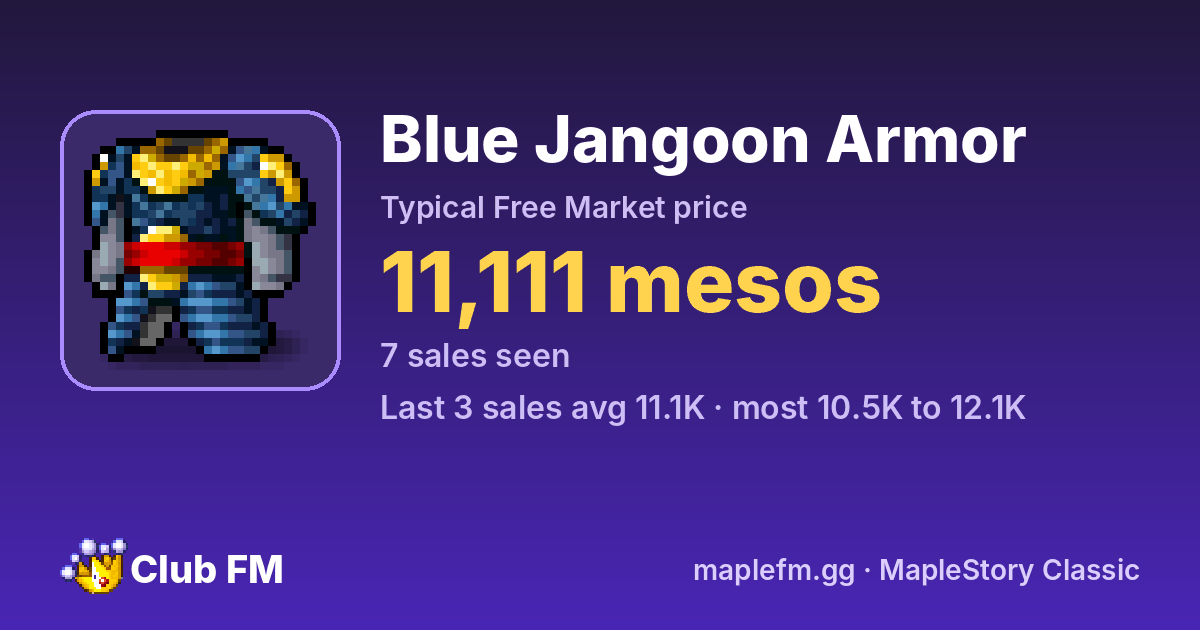 Blue Jangoon Armor
Typical Free Market price
11,111 mesos
7 sales seen
Last 3 sales avg 11.1K · most 10.5K to 12.1K
Club FM
maplefm.gg · MapleStory Classic